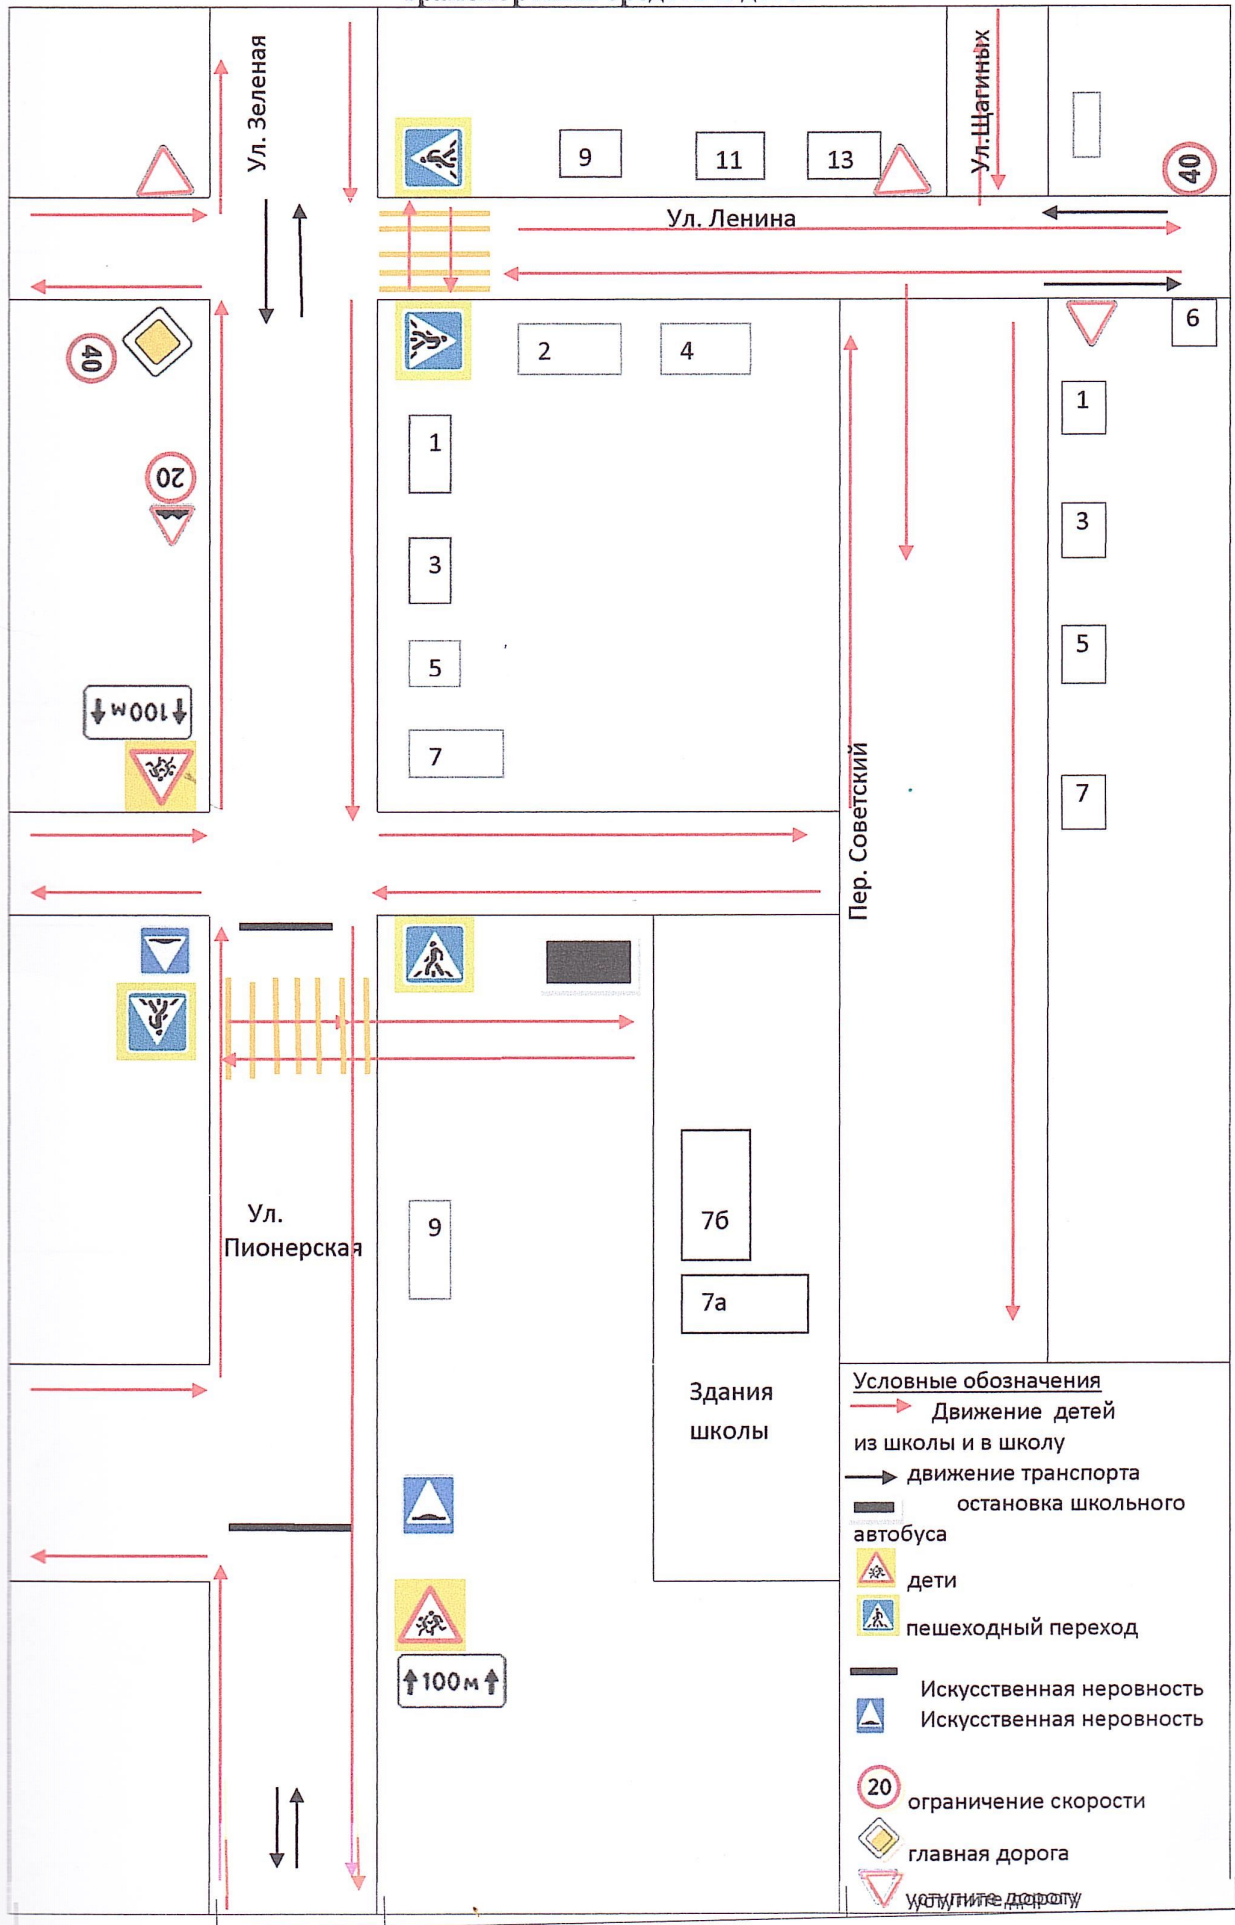 Ул. Зеленая
Ул.Щагиных
9
11
13
40
Ул. Ленина
40
2
4
6
1
1
20
3
3
5
5
100м
7
7
Пер. Советский
Ул.
Пионерская
9
7б
7а
Здания
школы
100м
Условные обозначения
Движение детей
из школы и в школу
движение транспорта
остановка школьного
автобуса
дети
пешеходный переход
Искусственная неровность
Искусственная неровность
20
ограничение скорости
главная дорога
уступите дорогу